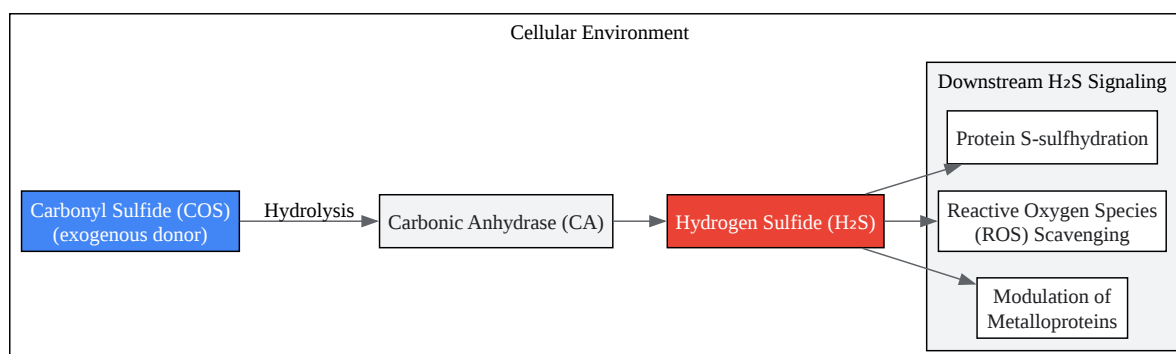 Cellular Environment
Downstream H₂S Signaling
Protein S-sulfhydration
Carbonyl Sulfide (COS)
(exogenous donor)
Hydrolysis
Carbonic Anhydrase (CA)
Hydrogen Sulfide (H₂S)
Reactive Oxygen Species
(ROS) Scavenging
Modulation of
Metalloproteins